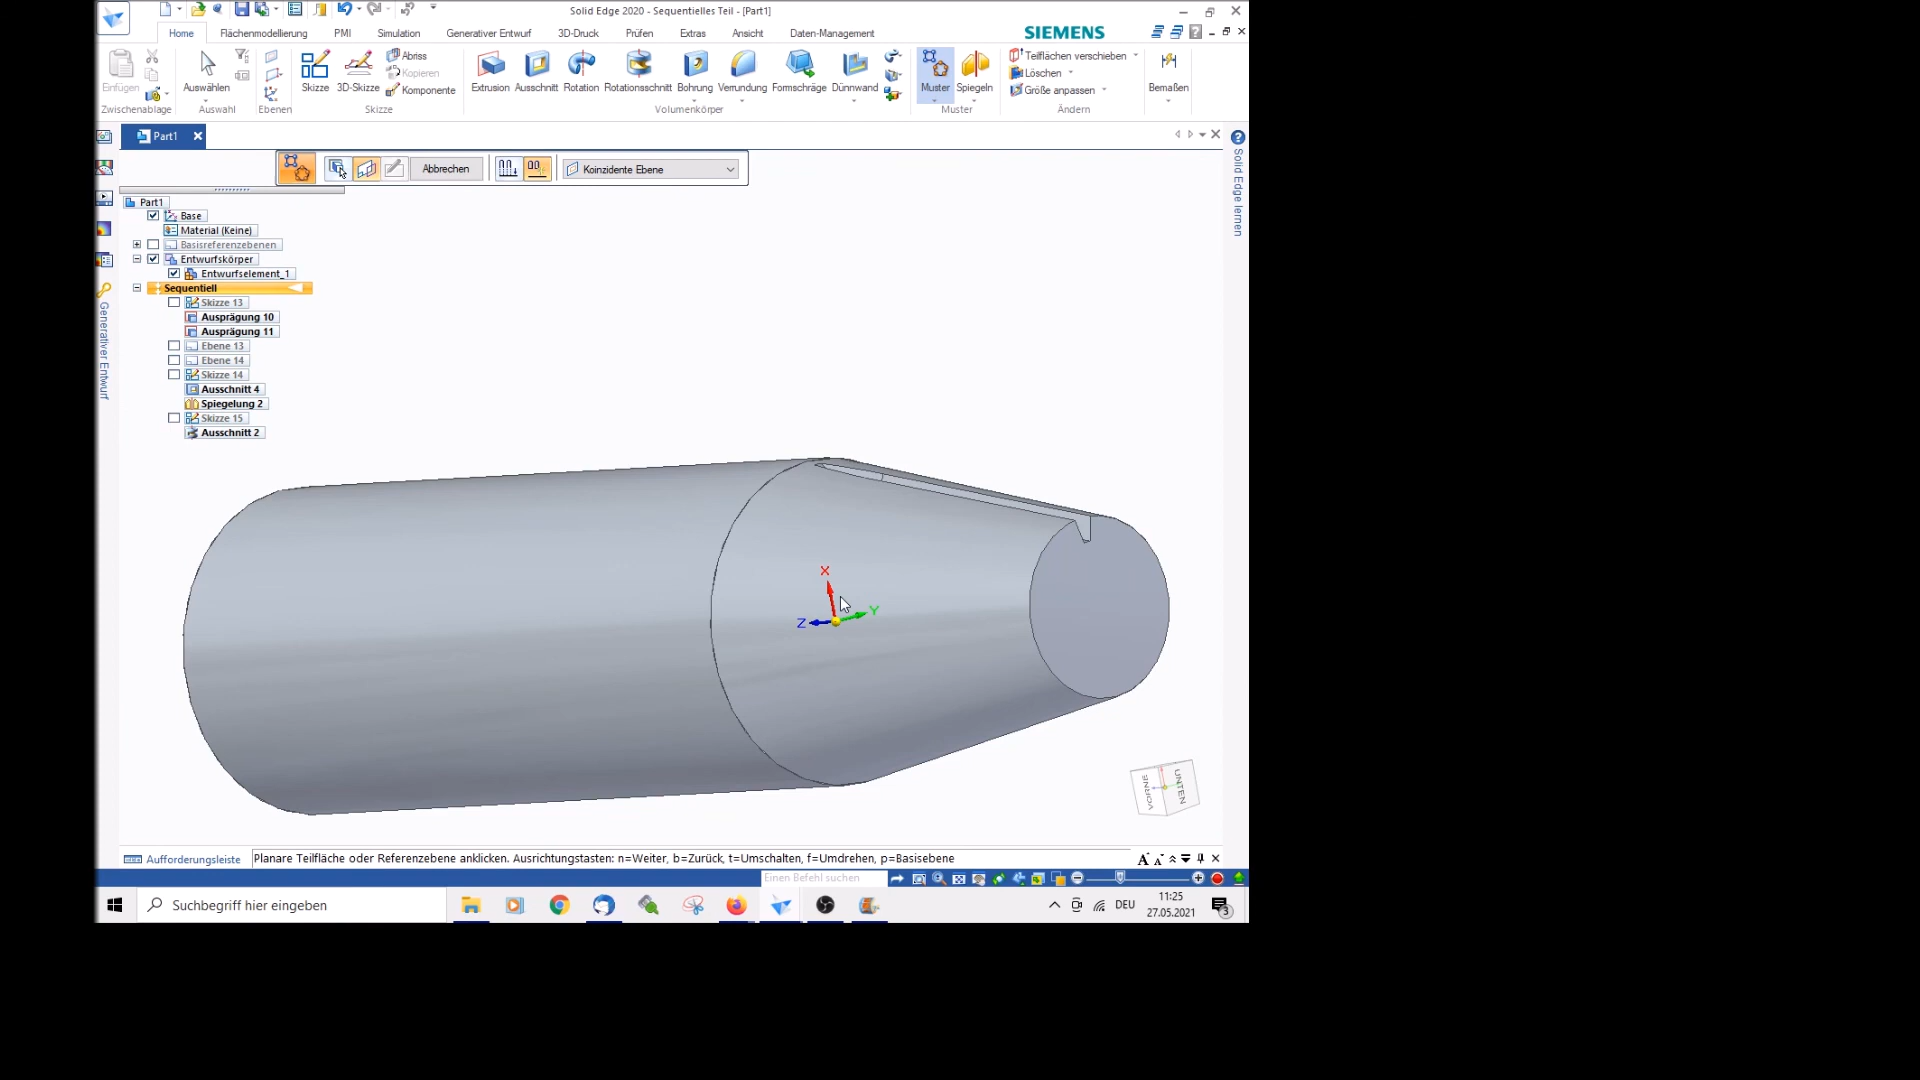 Solid Edge 2020 - Sequentielles Teil - [Part1]
Home
Flächenmodellierung
PMI
Simulation
Generativer Entwurf
3D-Druck
Prüfen
Extras
Ansicht
Daten-Management
SIEMENS
Einfügen
Auswählen
Skizze
3D-Skizze
Abriss
Kopieren
Komponente
Extrusion
Ausschnitt
Rotation
Rotationsschnitt
Bohrung
Verrundung
Formschräge
Dünnwand
Muster
Spiegeln
Teilflächen verschieben
Löschen
Größe anpassen
Bemaßen
Zwischenablage
Auswahl
Ebenen
Skizze
Volumenkörper
Muster
Ändern
Part1
Abbrechen
Koinzidente Ebene
Part1
Base
Material (Keine)
Basisreferenzebenen
Entwurfskörper
Entwurfselement_1
Sequentiell
Skizze 13
Ausprägung 10
Ausprägung 11
Ebene 13
Ebene 14
Skizze 14
Ausschnitt 4
Spiegelung 2
Skizze 15
Ausschnitt 2
Generativer Entwurf
Solid Edge lernen
X
Y
Z
VORNE
UNTEN
Aufforderungsleiste
Planare Teilfläche oder Referenzebene anklicken. Ausrichtungstasten: n=Weiter, b=Zurück, t=Umschalten, f=Umdrehen, p=Basisebene
Einen Befehl suchen
Suchbegriff hier eingeben
DEU
11:25
27.05.2021
3